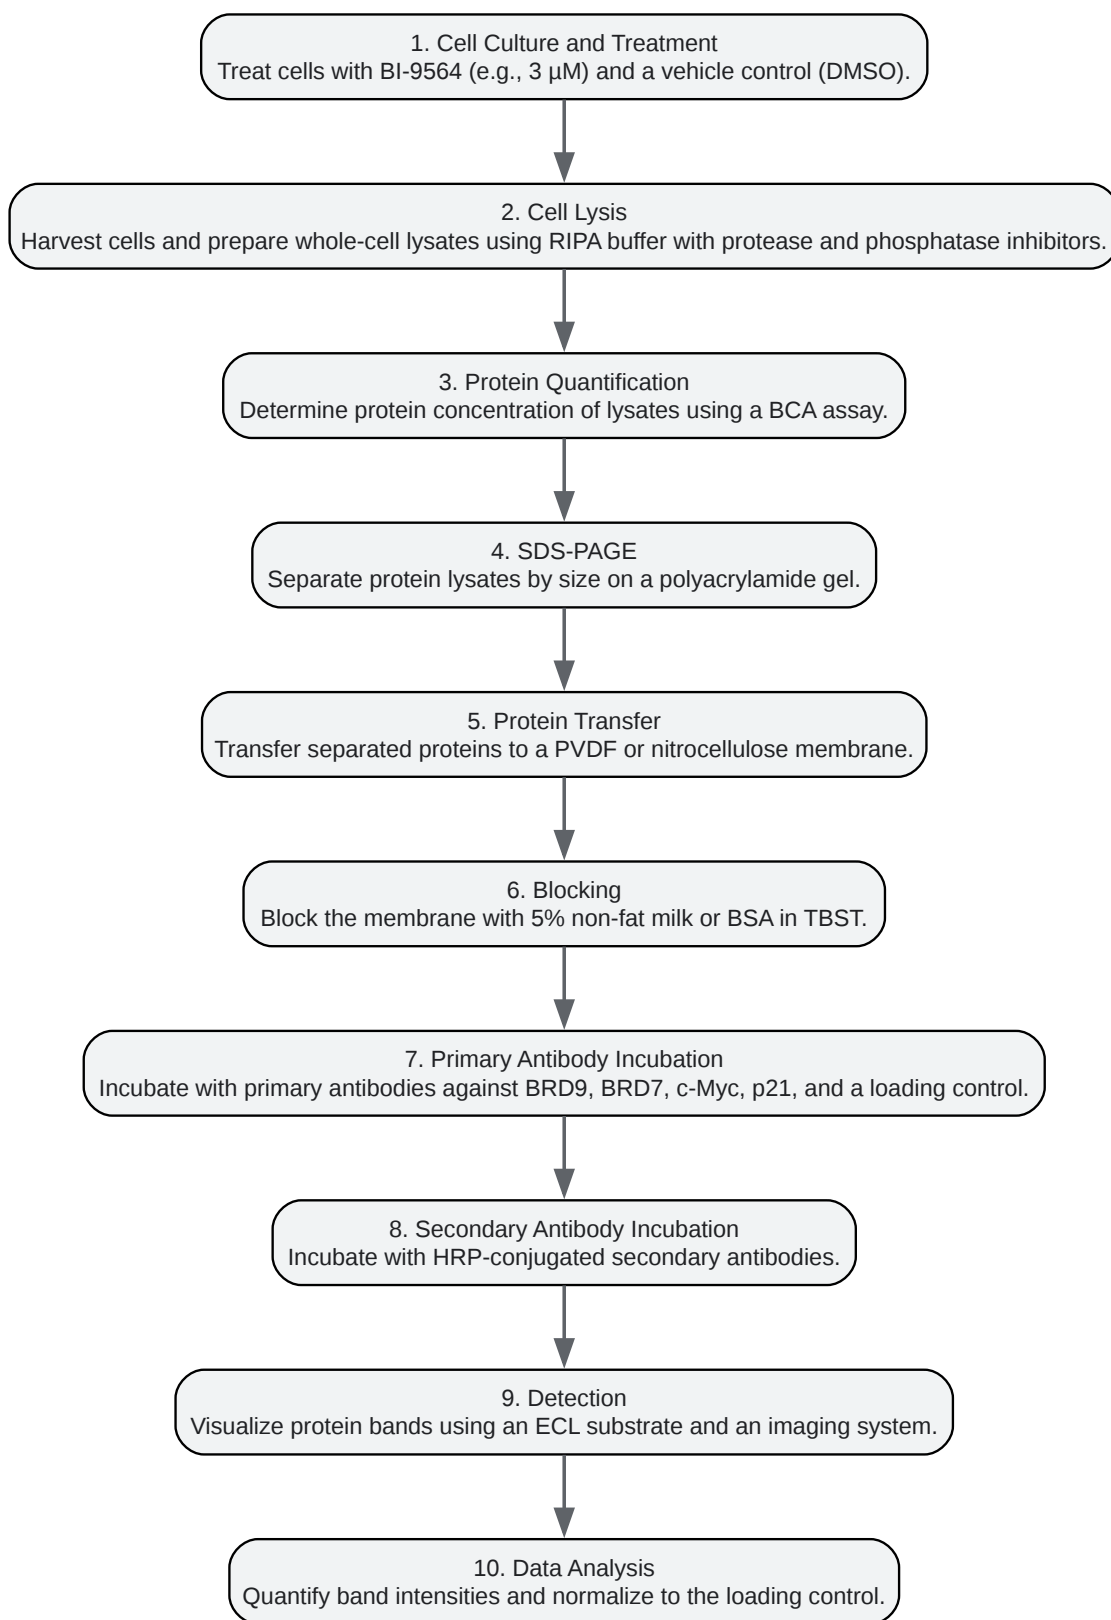 1. Cell Culture and Treatment
Treat cells with BI-9564 (e.g., 3 µM) and a vehicle control (DMSO).
2. Cell Lysis
Harvest cells and prepare whole-cell lysates using RIPA buffer with protease and phosphatase inhibitors.
3. Protein Quantification
Determine protein concentration of lysates using a BCA assay.
4. SDS-PAGE
Separate protein lysates by size on a polyacrylamide gel.
5. Protein Transfer
Transfer separated proteins to a PVDF or nitrocellulose membrane.
6. Blocking
Block the membrane with 5% non-fat milk or BSA in TBST.
7. Primary Antibody Incubation
Incubate with primary antibodies against BRD9, BRD7, c-Myc, p21, and a loading control.
8. Secondary Antibody Incubation
Incubate with HRP-conjugated secondary antibodies.
9. Detection
Visualize protein bands using an ECL substrate and an imaging system.
10. Data Analysis
Quantify band intensities and normalize to the loading control.